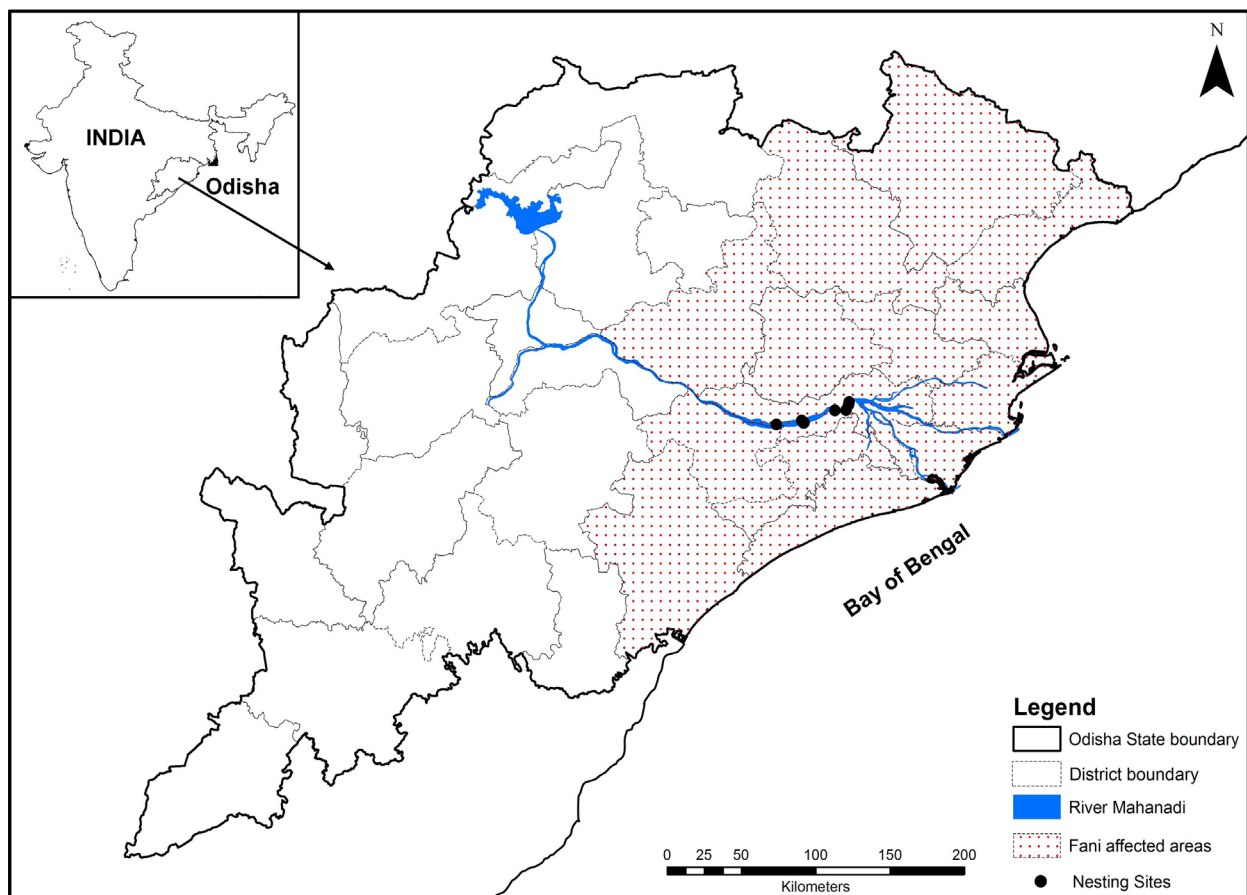 INDIA
Odisha
N
Bay of Bengal
Legend
Odisha State boundary
District boundary
River Mahanadi
Fani affected areas
Nesting Sites
0 25 50 100 150 200
Kilometers